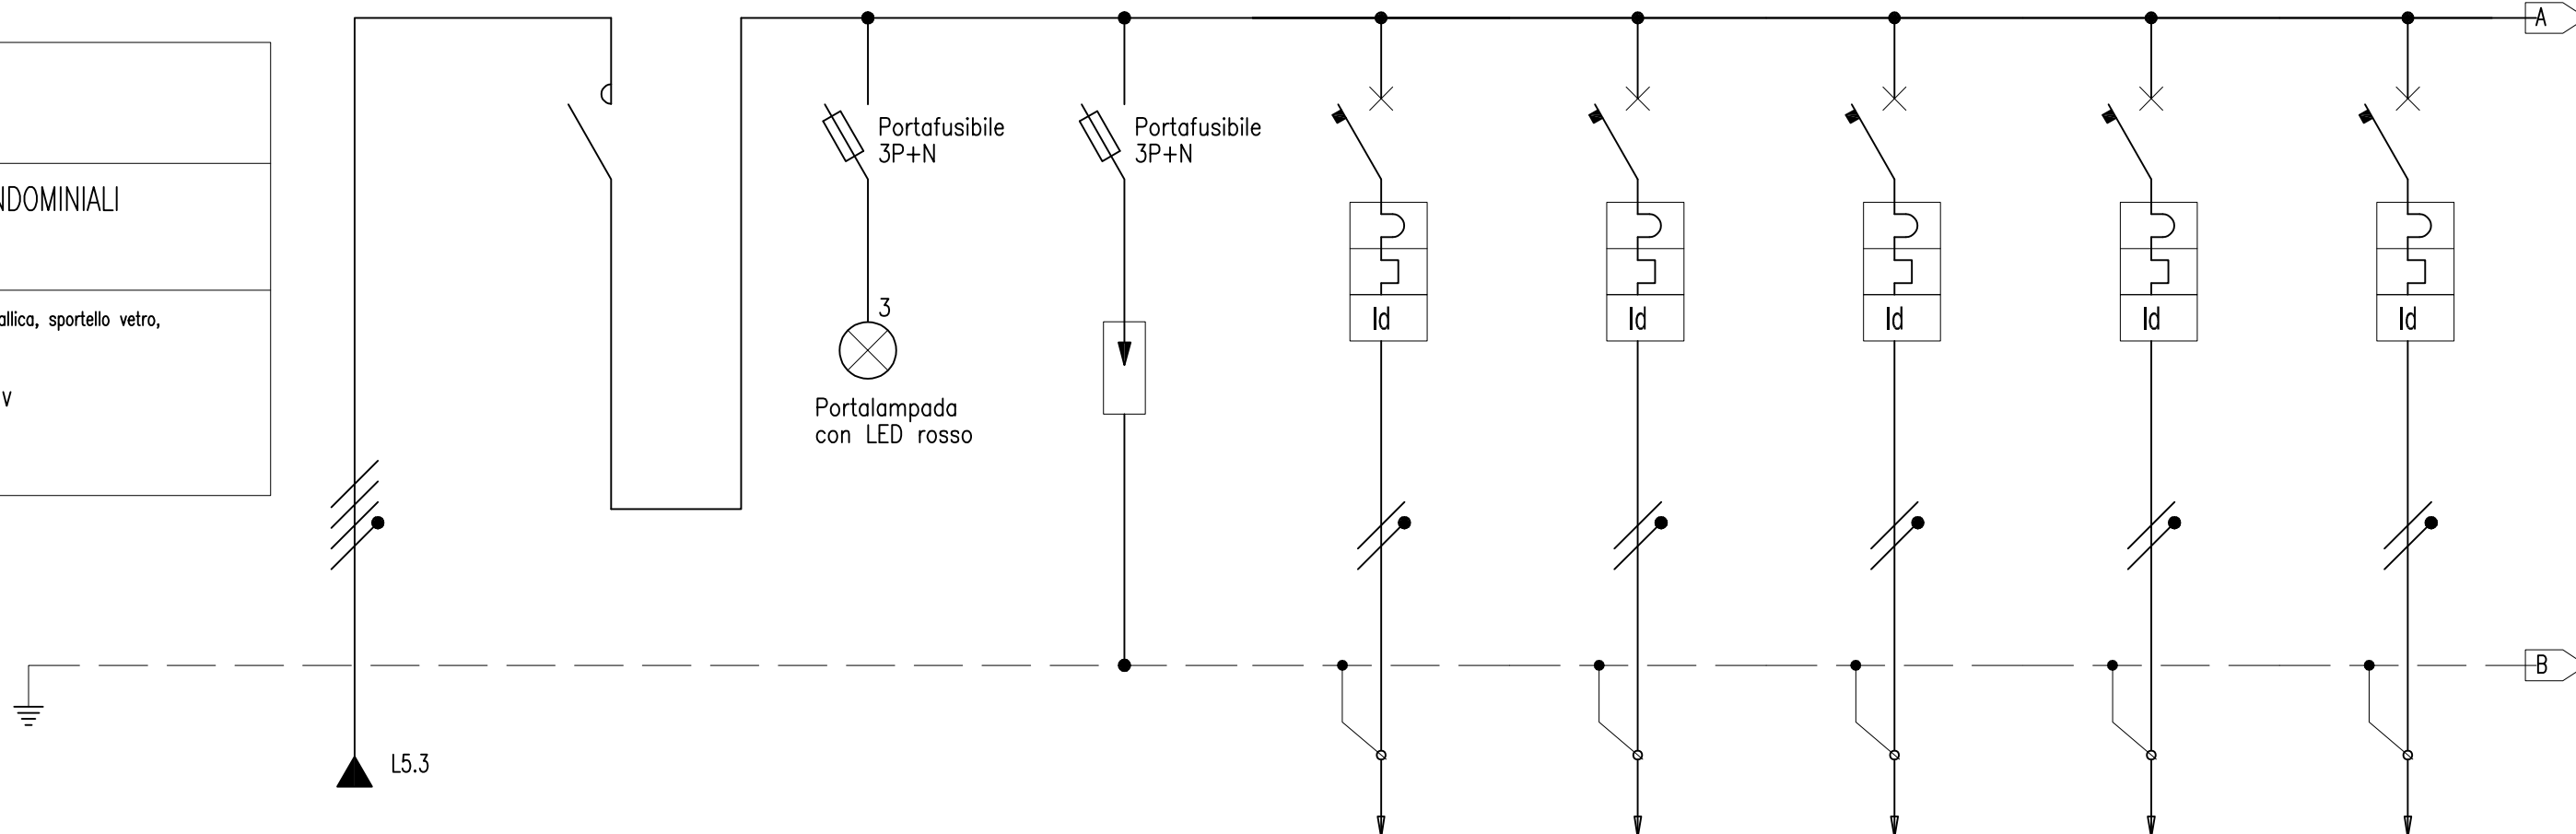 A
NDOMINIALI
allica, sportello vetro,
V
Portafusibile
3P+N
Portafusibile
3P+N
3
Portalampada
con LED rosso
Id
Id
Id
Id
Id
B
L5.3